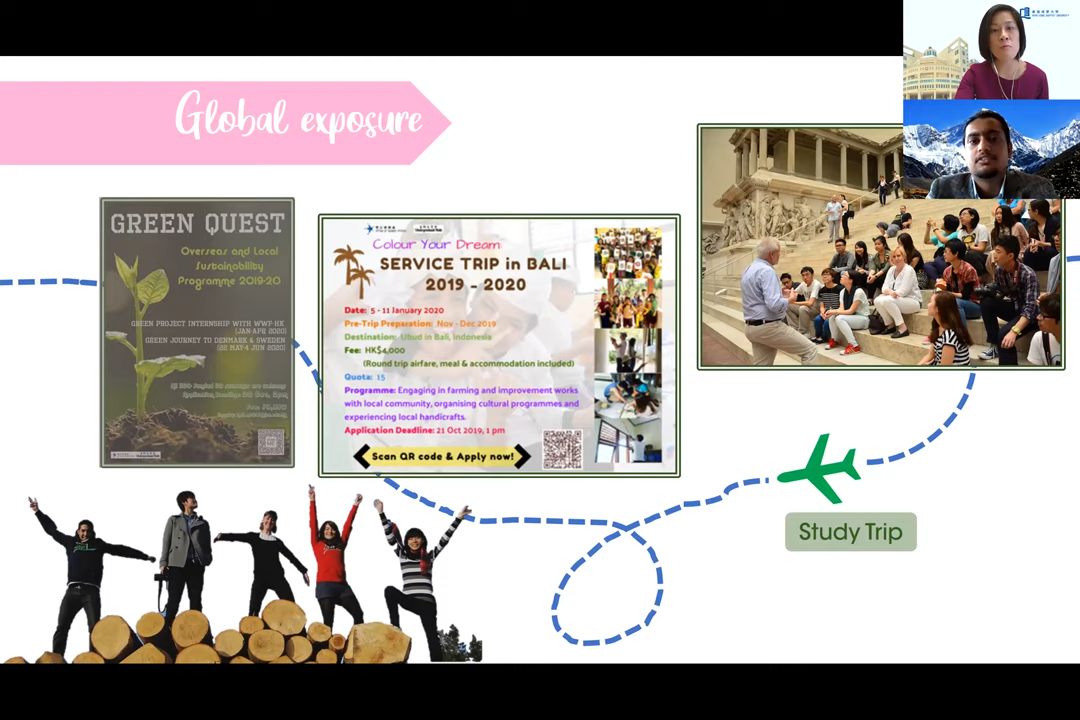 Global exposure
GREEN QUEST
Overseas and Local
Sustainability
Programme 2019-20
GREEN PROJECT INTERNSHIP WITH WWF-HK
(JAN-APR 2020)
GREEN JOURNEY TO DENMARK & SWEDEN
Colour Your Dream
SERVICE TRIP in BALI
2019 - 2020
Date: 5 - 11 January 2020
Pre-Trip Preparation: Nov - Dec 2019
Destination: Ubud in Bali, Indonesia
Fee: HK$4,000
(Round trip airfare, meal & accommodation included)
Quota: 15
Programme: Engaging in farming and improvement works
with local community, organising cultural programmes and
experiencing local handicrafts.
Application Deadline: 21 Oct 2019, 1 pm
Scan QR code & Apply now!
Study Trip